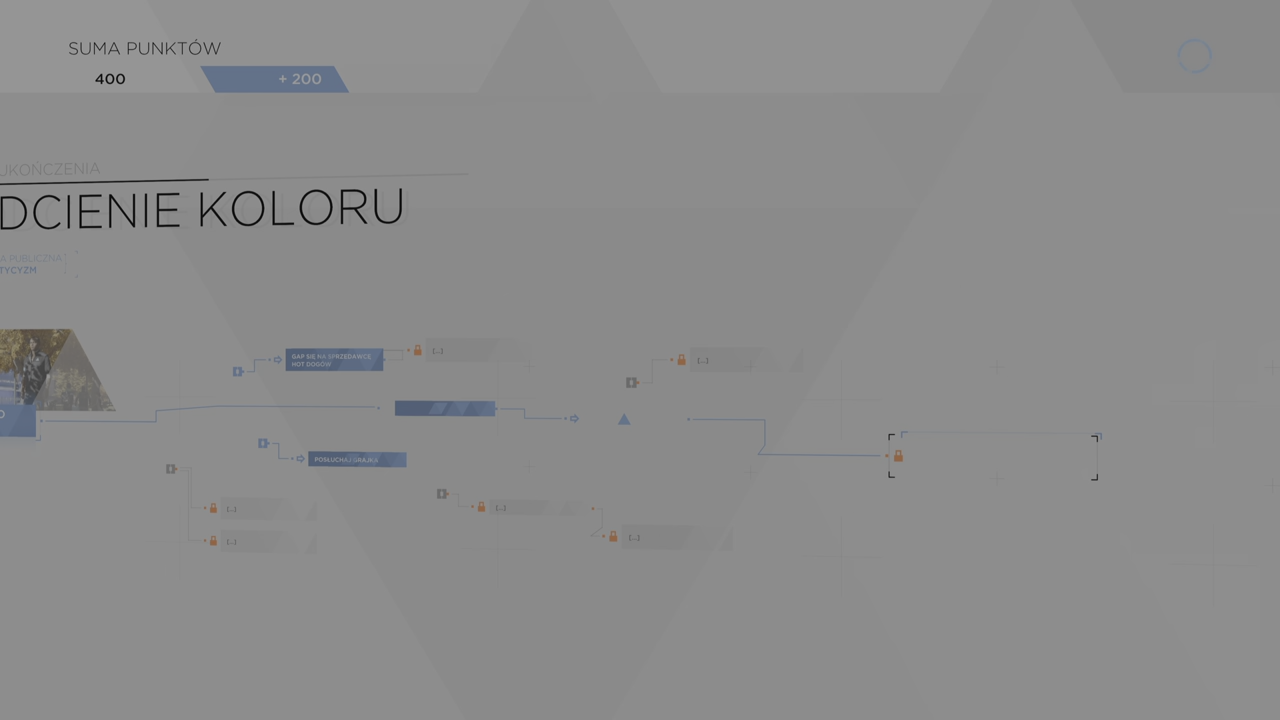 SUMA PUNKTÓW
400
+ 200
UKOŃCZENIA
DCIENIE KOLORU
A PUBLICZNA
TYCYZM
GAP SIĘ NA SPRZEDAWCĘ
HOT DOGÓW
[...]
[...]
O
POSŁUCHAJ GRAJKA
[...]
[...]
[...]
[...]